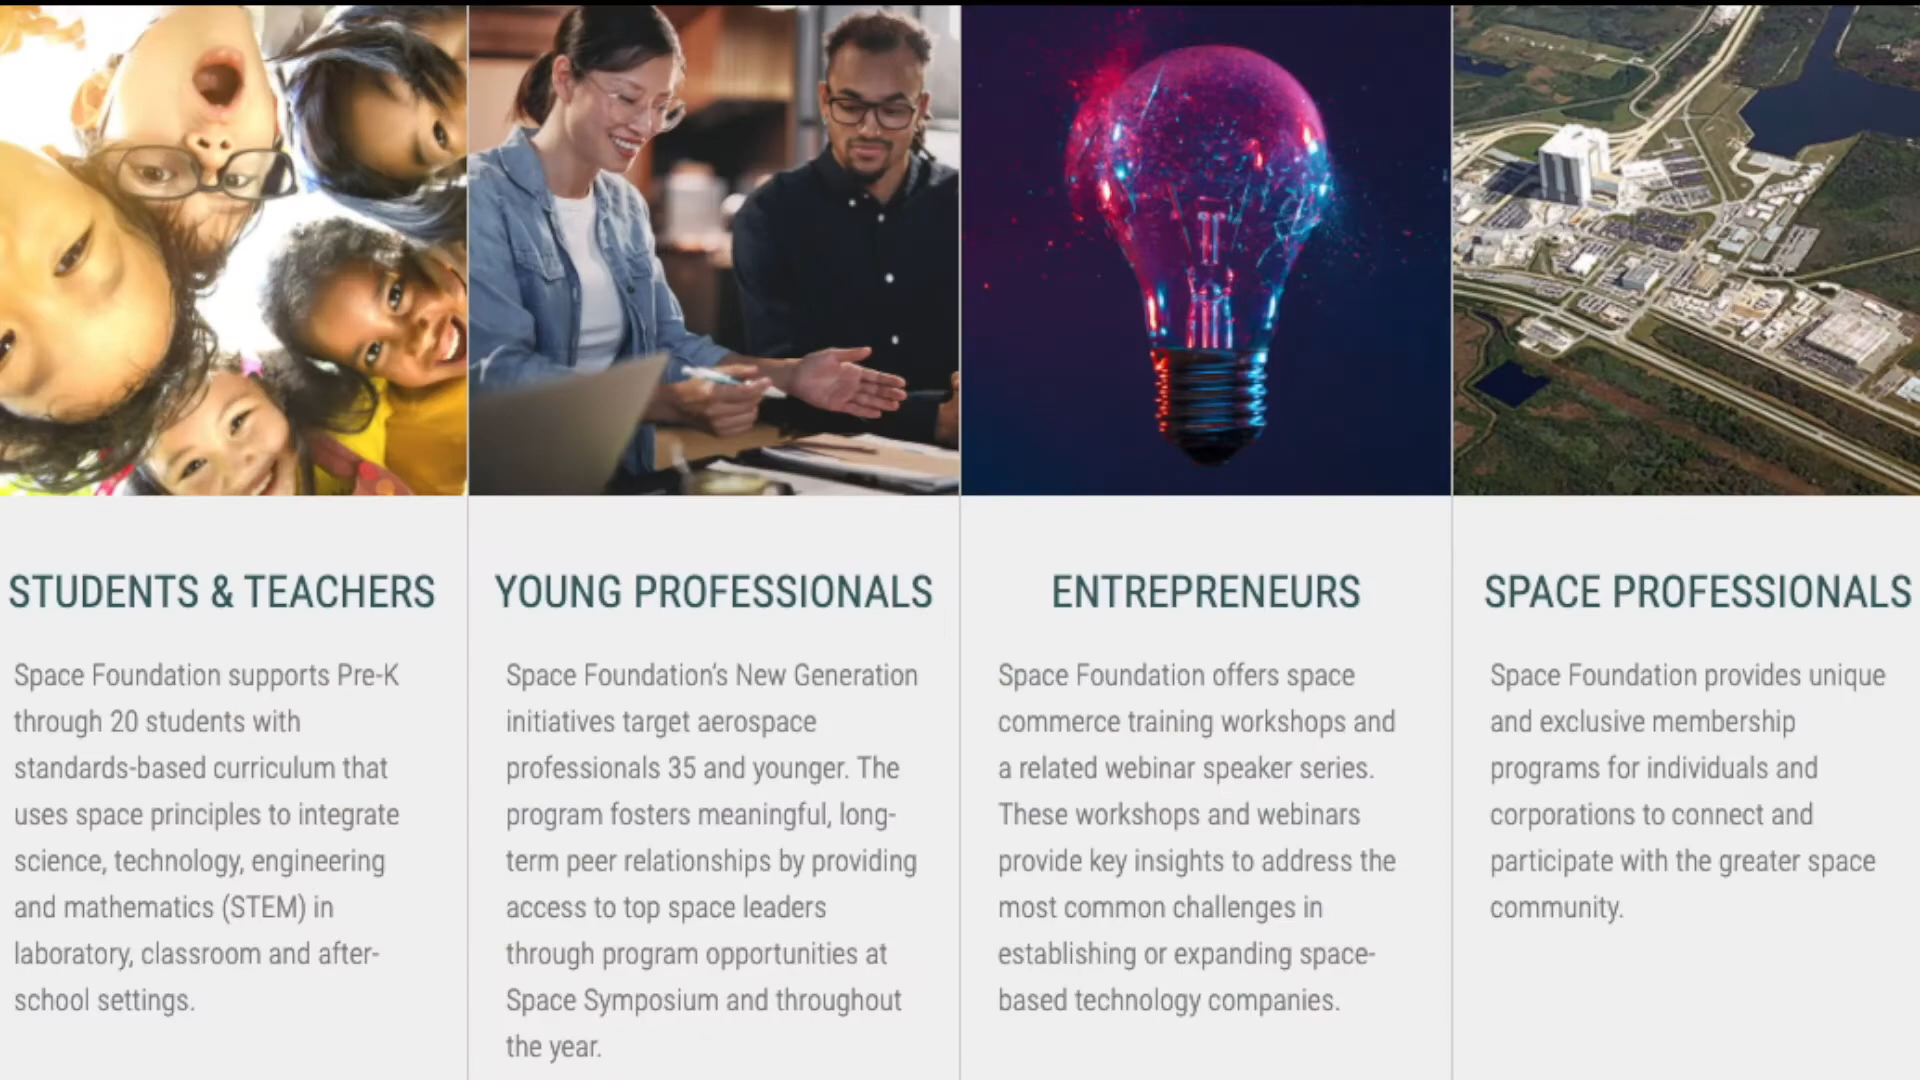 STUDENTS & TEACHERS
Space Foundation supports Pre-K
through 20 students with
standards-based curriculum that
uses space principles to integrate
science, technology, engineering
and mathematics (STEM) in
laboratory, classroom and after-
school settings.
YOUNG PROFESSIONALS
Space Foundation's New Generation
initiatives target aerospace
professionals 35 and younger. The
program fosters meaningful, long-
term peer relationships by providing
access to top space leaders
through program opportunities at
Space Symposium and throughout
the year.
ENTREPRENEURS
Space Foundation offers space
commerce training workshops and
a related webinar speaker series.
These workshops and webinars
provide key insights to address the
most common challenges in
establishing or expanding space-
based technology companies.
SPACE PROFESSIONALS
Space Foundation provides unique
and exclusive membership
programs for individuals and
corporations to connect and
participate with the greater space
community.